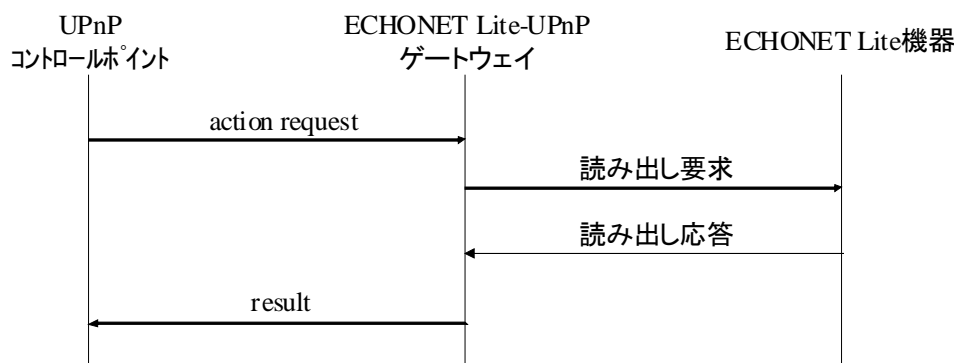 UPnP
コントロールポイント
ECHONET Lite-UPnP
ゲートウェイ
ECHONET Lite機器
action request
読み出し要求
読み出し応答
result